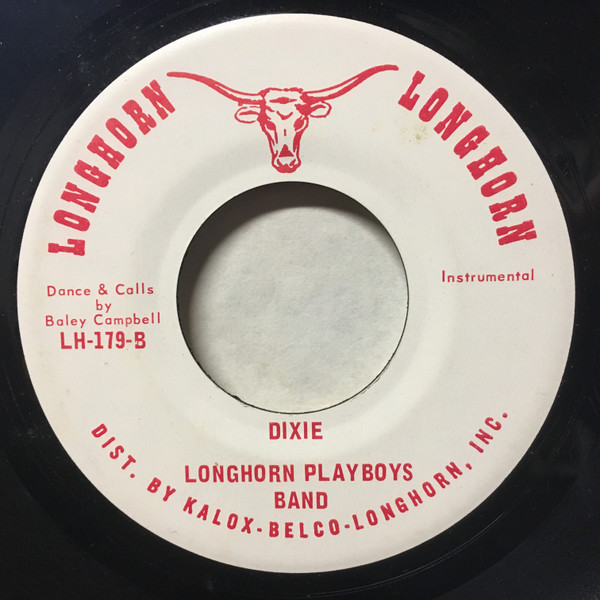 LONGHORN
LONGHORN
Dance & Calls
by
Baley Campbell
LH-179-B
Instrumental
DIXIE
LONGHORN PLAYBOYS
BAND
DIST. BY KALOX-BELCO-LONGHORN, INC.